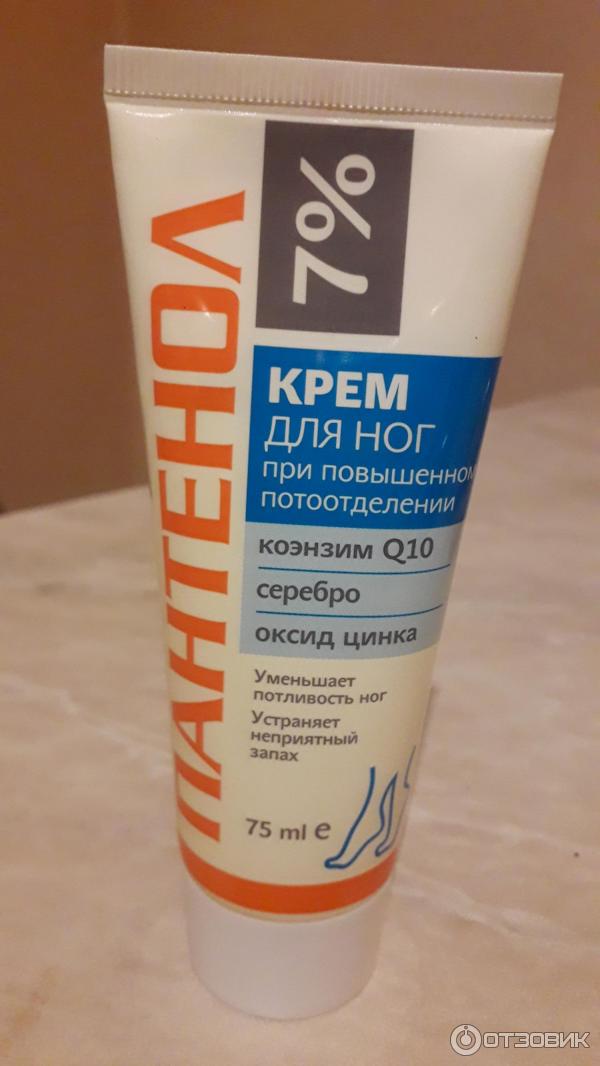 ПАНТЕНОЛ
7%
КРЕМ
ДЛЯ НОГ
при повышенном
потоотделении
коэнзим Q10
серебро
оксид цинка
Уменьшает
потливость ног
Устраняет
неприятный
запах
75 ml e
ОТЗОВИК